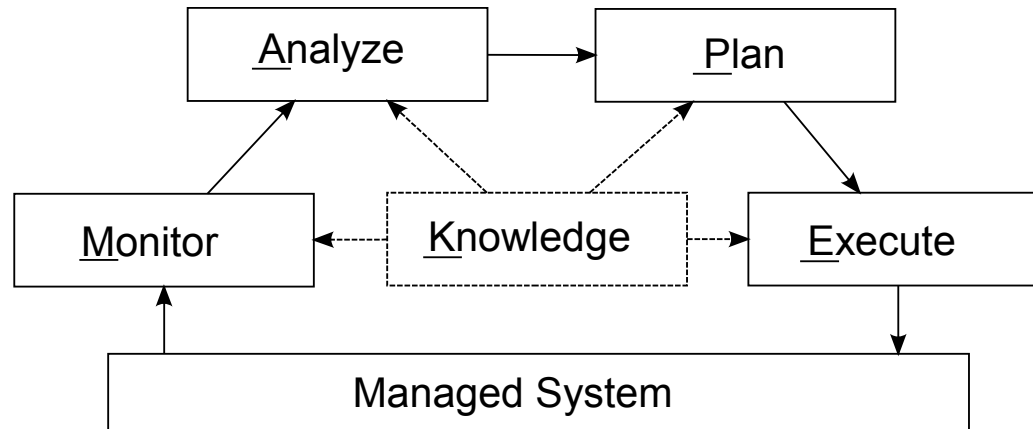 Analyze
Plan
Monitor
Knowledge
Execute
Managed System